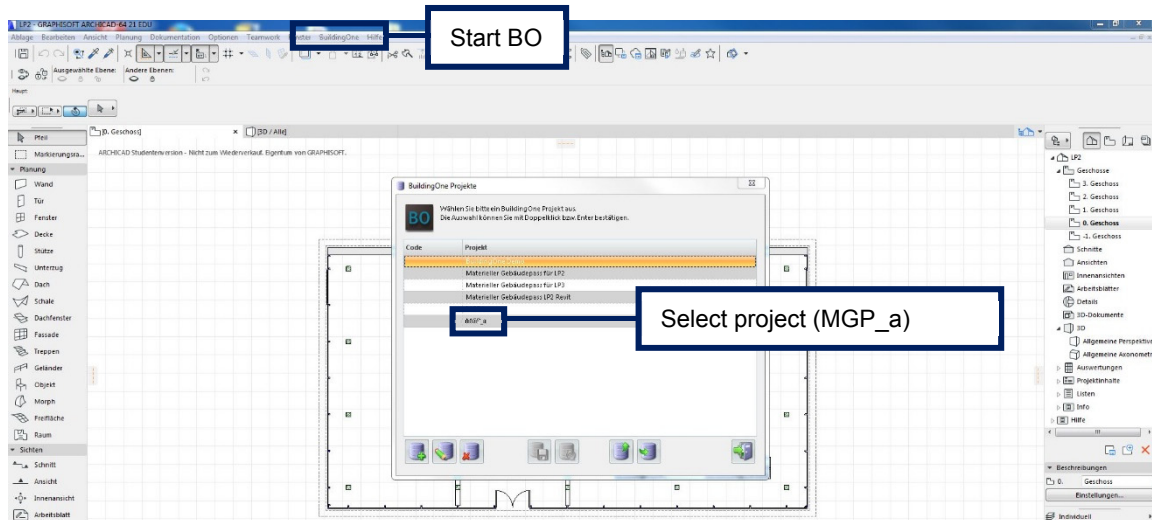 LP2 - GRAPHISOFT ARCHICAD-64 21 EDU
Ablage Bearbeiten Ansicht Planung Dokumentation Optionen Teamwork Fenster BuildingOne Hilfe
Start BO
Ausgewählte Ebene: Andere Ebenen:
Haupt
[0. Geschoss]
[3D / Alle]
ARCHICAD Studentenversion - Nicht zum Wiederverkauf. Eigentum von GRAPHISOFT.
Pfeil
Markierungsra...
Planung
Wand
Tür
Fenster
Decke
Stütze
Unterzug
Dach
Schale
Dachfenster
Fassade
Treppen
Geländer
Objekt
Morph
Freifläche
Raum
Sichten
Schnitt
Ansicht
Innenansicht
Arbeitsblatt
BuildingOne Projekte
BO
Wählen Sie bitte ein BuildingOne Projekt aus.
Die Auswahl können Sie mit Doppelklick bzw. Enter bestätigen.
Code Projekt
Materieller Gebäudepass für LP2
Materieller Gebäudepass für LP3
Materieller Gebäudepass LP2 Revit
MGP_a
Select project (MGP_a)
LP2
Geschosse
3. Geschoss
2. Geschoss
1. Geschoss
0. Geschoss
-1. Geschoss
Schnitte
Ansichten
Innenansichten
Arbeitsblätter
Details
3D-Dokumente
3D
Allgemeine Perspektive
Allgemeine Axonometr
Auswertungen
Projektinhalte
Listen
Info
Hilfe
Beschreibungen
0. Geschoss
Einstellungen...
Individuell